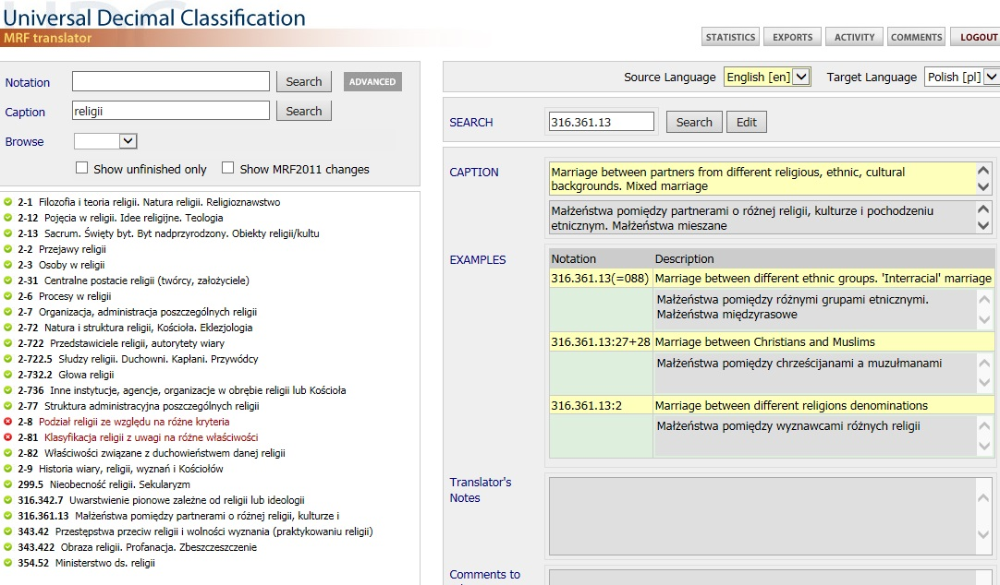 Universal Decimal Classification
MRF translator
STATISTICS EXPORTS ACTIVITY COMMENTS LOGOUT
Notation Search ADVANCED
Caption religii Search
Browse
Show unfinished only Show MRF2011 changes
2-1 Filozofia i teoria religii. Natura religii. Religioznawstwo
2-12 Pojęcia w religii. Idee religijne. Teologia
2-13 Sacrum. Święty byt. Byt nadprzyrodzony. Obiekty religii/kultu
2-2 Przejawy religii
2-3 Osoby w religii
2-31 Centralne postacie religii (twórcy, założyciele)
2-6 Procesy w religii
2-7 Organizacja, administracja poszczególnych religii
2-72 Natura i struktura religii, Kościoła. Eklezjologia
2-722 Przedstawiciele religii, autorytety wiary
2-722.5 Słudzy religii. Duchowni. Kapłani. Przywódcy
2-732.2 Głowa religii
2-736 Inne instytucje, agencje, organizacje w obrębie religii lub Kościoła
2-77 Struktura administracyjna poszczególnych religii
2-8 Podział religii ze względu na różne kryteria
2-81 Klasyfikacja religii z uwagi na różne właściwości
2-82 Właściwości związane z duchowieństwem danej religii
2-9 Historia wiary, religii, wyznań i Kościołów
299.5 Nieobecność religii. Sekularyzm
316.342.7 Uwarstwienie pionowe zależne od religii lub ideologii
316.361.13 Małżeństwa pomiędzy partnerami o różnej religii, kulturze i
343.42 Przestępstwa przeciw religii i wolności wyznania (praktykowaniu religii)
343.422 Obraza religii. Profanacja. Zbeszczeszczenie
354.52 Ministerstwo ds. religii
Source Language English [en] Target Language Polish [pl]
SEARCH 316.361.13 Search Edit
CAPTION Marriage between partners from different religious, ethnic, cultural
backgrounds. Mixed marriage
Małżeństwa pomiędzy partnerami o różnej religii, kulturze i pochodzeniu
etnicznym. Małżeństwa mieszane
EXAMPLES Notation Description
316.361.13(=088) Marriage between different ethnic groups. 'Interracial' marriage
Małżeństwa pomiędzy różnymi grupami etnicznymi.
Małżeństwa międzyrasowe
316.361.13:27+28 Marriage between Christians and Muslims
Małżeństwa pomiędzy chrześcijanami a muzułmanami
316.361.13:2 Marriage between different religions denominations
Małżeństwa pomiędzy wyznawcami różnych religii
Translator's
Notes
Comments to